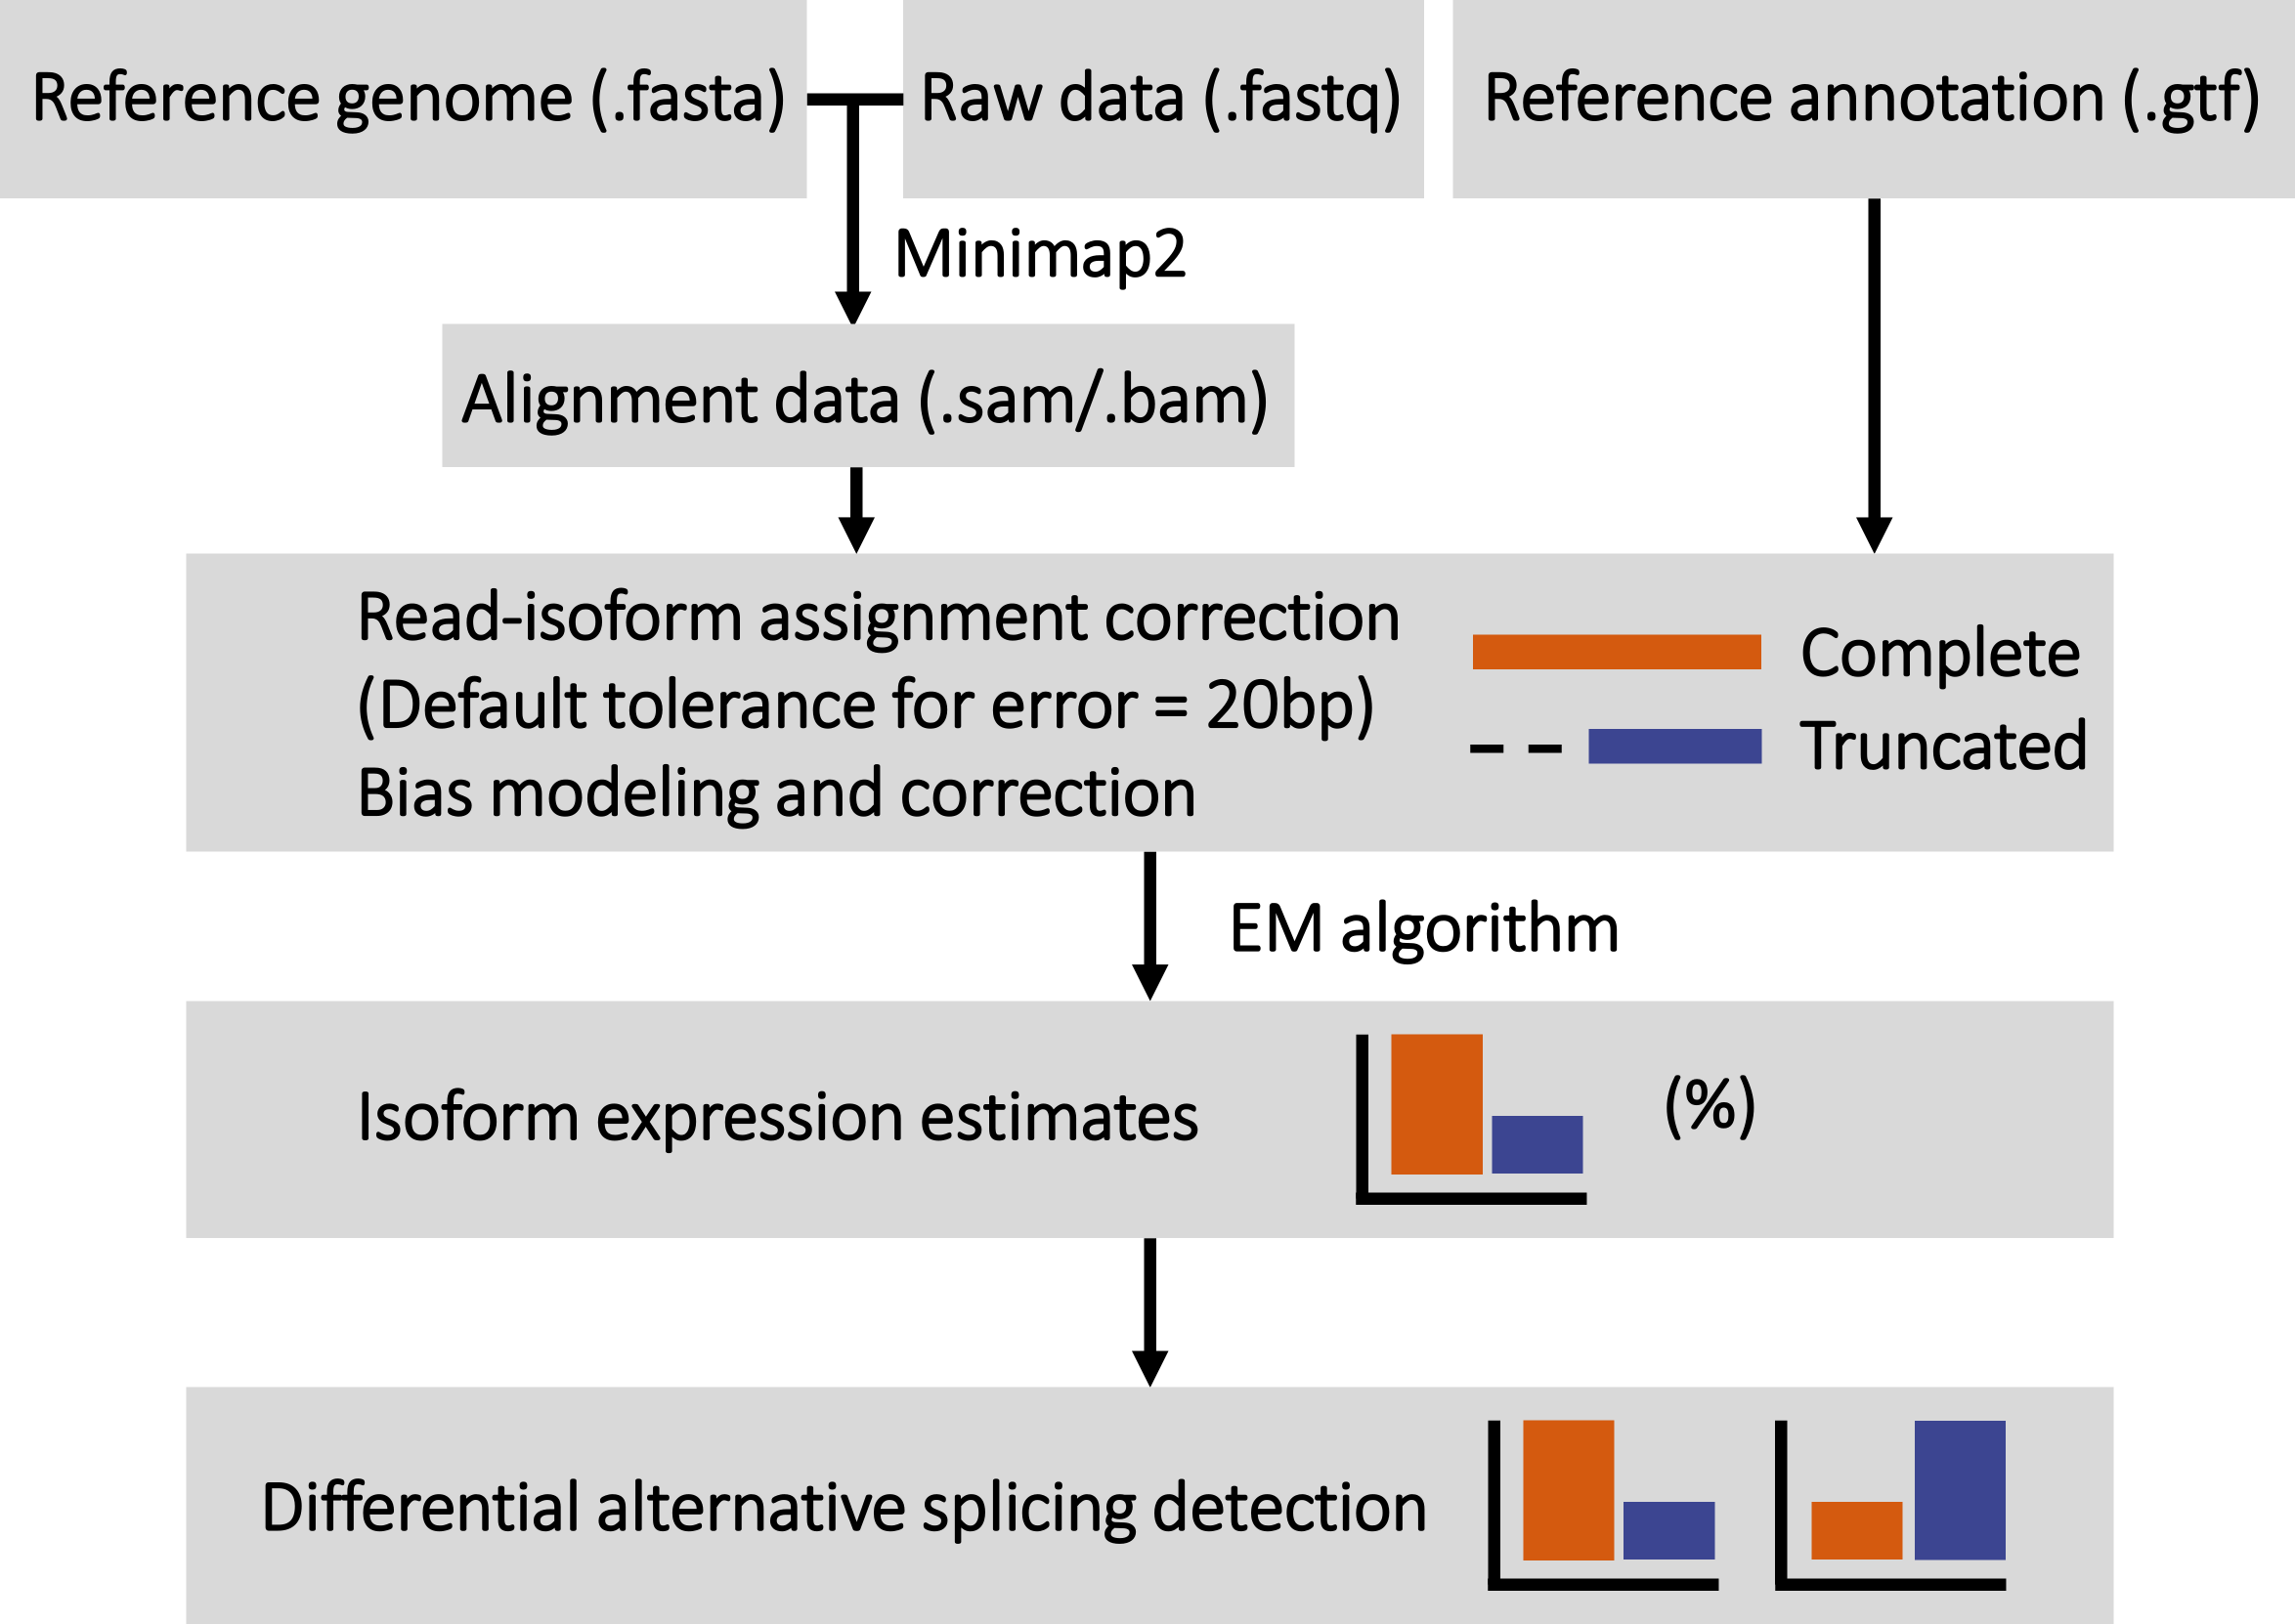 Reference genome (.fasta)
Raw data (.fastq)
Reference annotation (.gtf)
Minimap2
Alignment data (.sam/.bam)
Read-isoform assignment correction
(Default tolerance for error = 20bp)
Bias modeling and correction
Complete
Truncated
EM algorithm
Isoform expression estimates
(%)
Differential alternative splicing detection